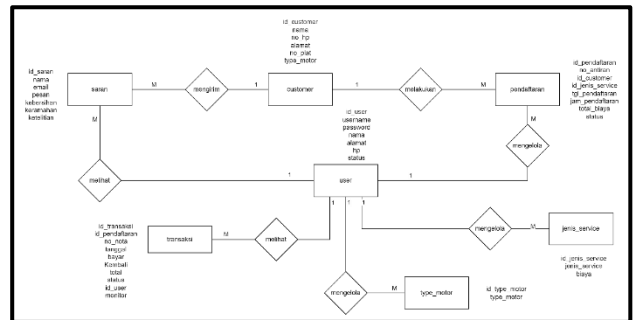 id_customer
nama
no_hp
alamat
no_plat
type_motor
id_saran
nama
email
pesan
kebersihan
keramahan
ketelitian
saran
M
mengirim
1
customer
1
melakukan
M
pendaftaran
id_pendaftaran
no_antrian
id_customer
id_jenis_service
tgl_pendaftaran
jam_pendaftaran
total_biaya
status
M
M
id_user
username
password
nama
alamat
hp
status
mengelola
melihat
1
user
1
1
1
1
id_transaksi
id_pendaftaran
no_nota
tanggal
bayar
Kembali
total
status
id_user
transaksi
M
melihat
mengelola
M
jenis_service
id_jenis_service
jenis_service
biaya
mengelola
M
type_motor
id_type_motor
type_motor